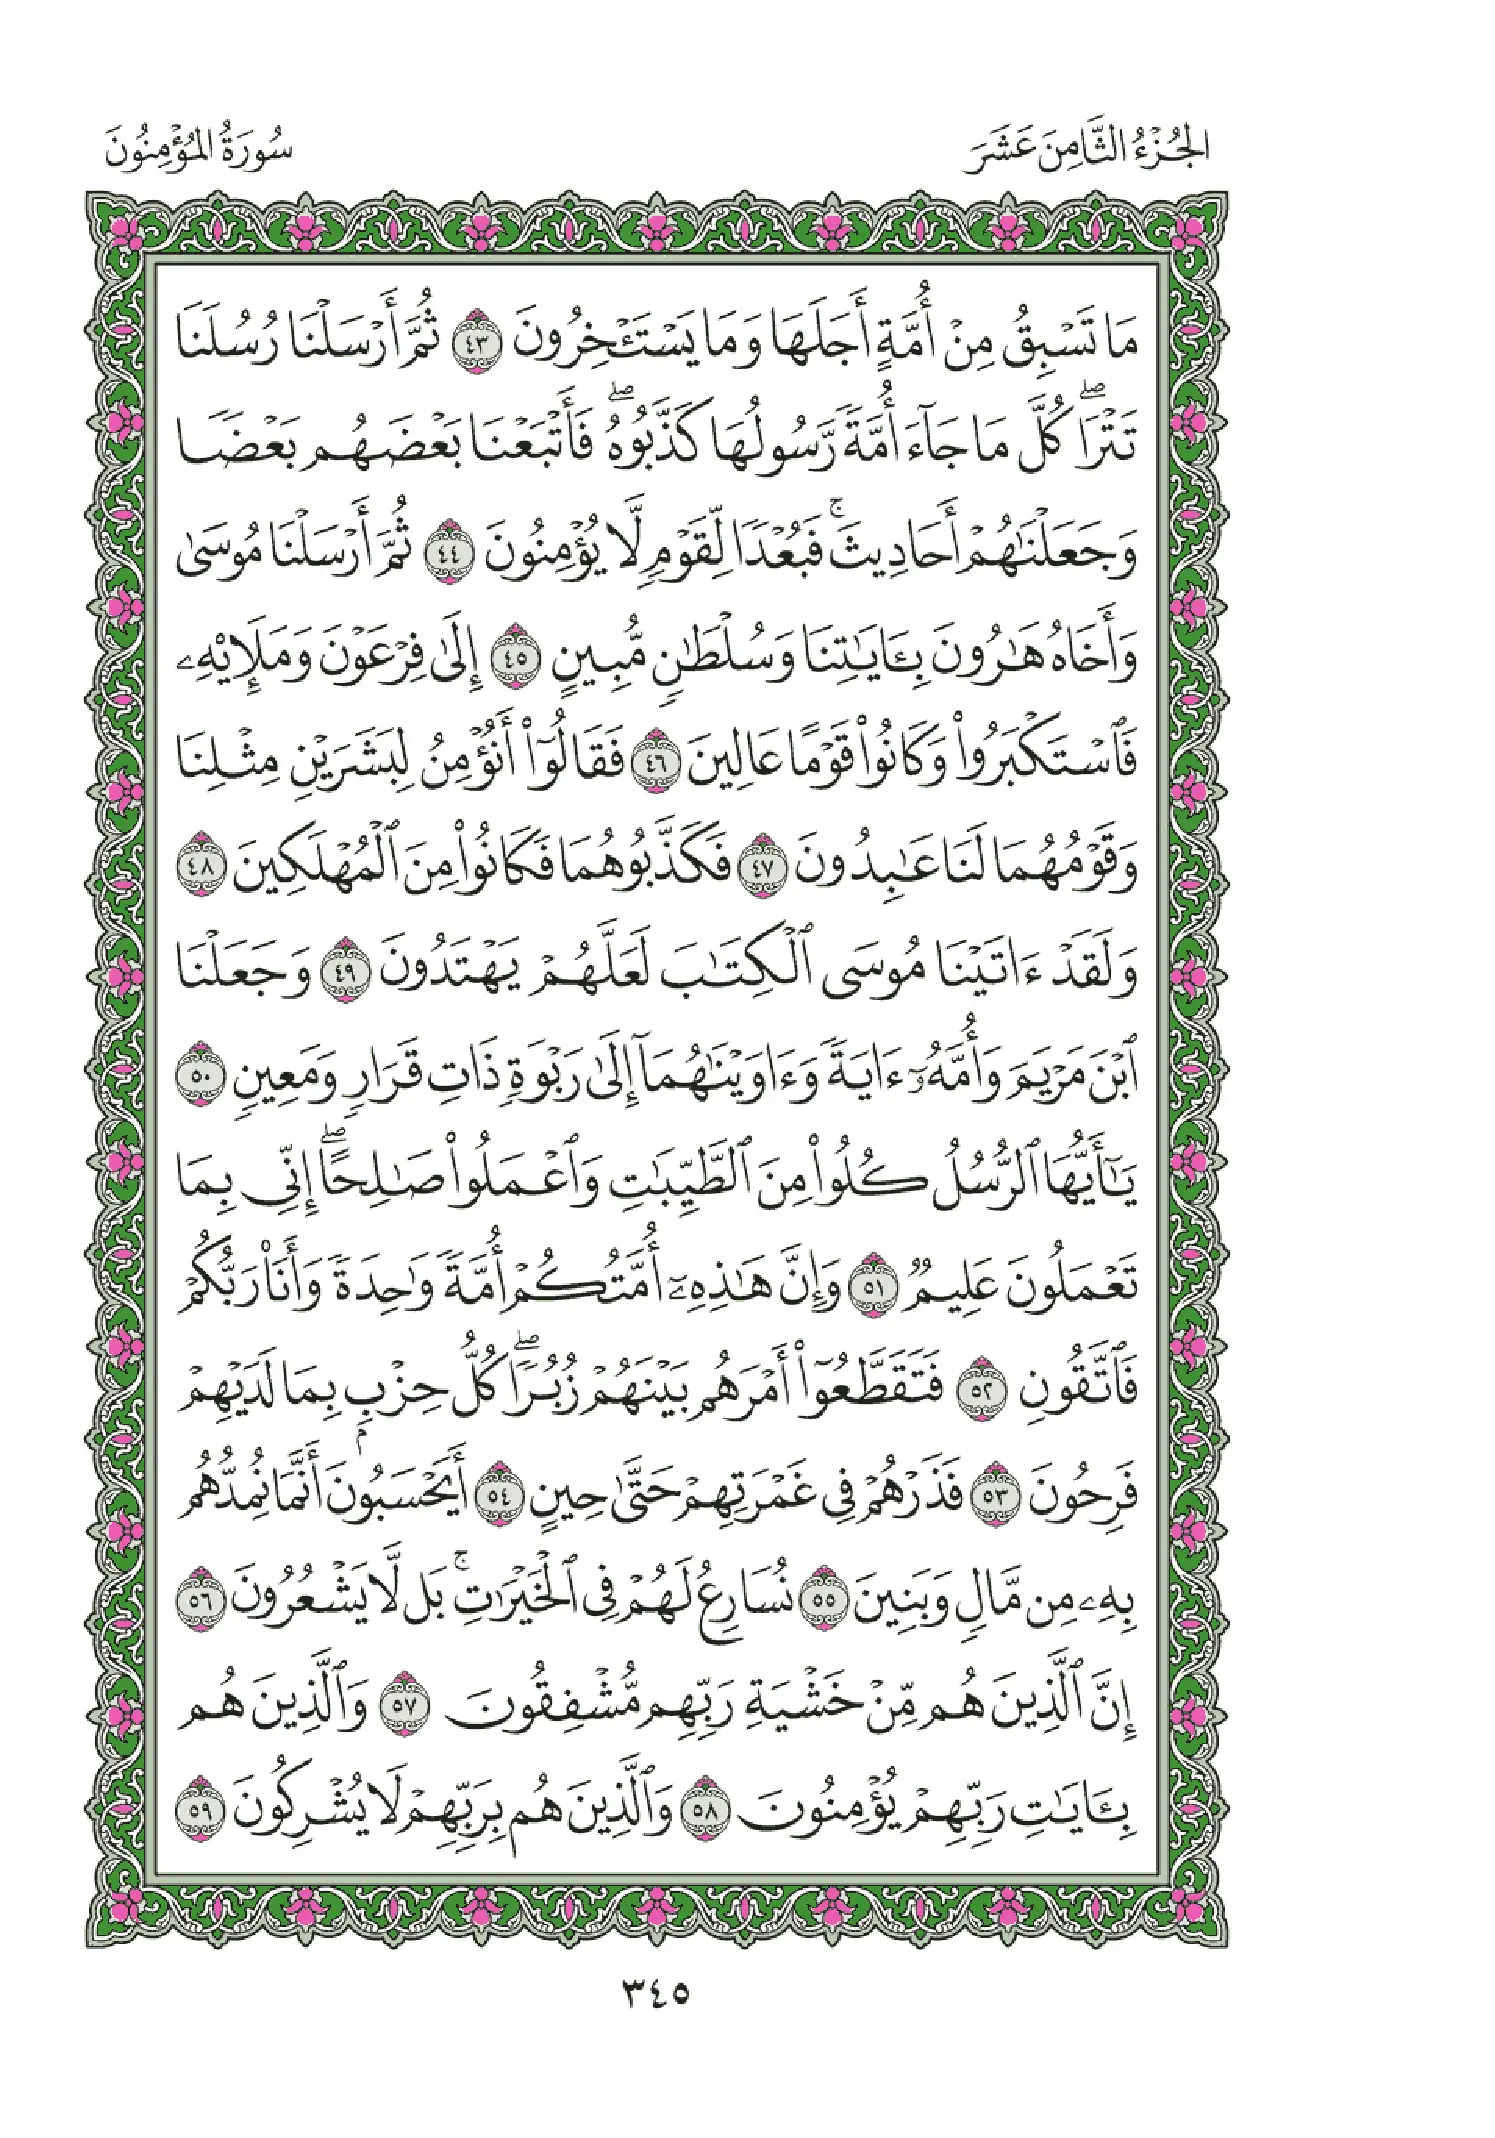 الجُزْءُ الثَّامِنَ عَشَرَ
سُورَةُ المُؤْمِنُونَ
مَا تَسْبِقُ مِنْ أُمَّةٍ أَجَلَهَا وَمَا يَسْتَـْٔخِرُونَ ٤٣ ثُمَّ أَرْسَلْنَا رُسُلَنَا
تَتْرَاۖ كُلَّ مَا جَآءَ أُمَّةً رَّسُولُهَا كَذَّبُوهُۖ فَأَتْبَعْنَا بَعْضَهُم بَعْضًا
وَجَعَلْنَٰهُمْ أَحَادِيثَۚ فَبُعْدًا لِّقَوْمٍ لَّا يُؤْمِنُونَ ٤٤ ثُمَّ أَرْسَلْنَا مُوسَىٰ
وَأَخَاهُ هَٰرُونَ بِـَٔايَٰتِنَا وَسُلْطَٰنٍ مُّبِينٍ ٤٥ إِلَىٰ فِرْعَوْنَ وَمَلَإِيْهِۦ
فَٱسْتَكْبَرُوا۟ وَكَانُوا۟ قَوْمًا عَالِينَ ٤٦ فَقَالُوٓا۟ أَنُؤْمِنُ لِبَشَرَيْنِ مِثْلِنَا
وَقَوْمُهُمَا لَنَا عَٰبِدُونَ ٤٧ فَكَذَّبُوهُمَا فَكَانُوا۟ مِنَ ٱلْمُهْلَكِينَ ٤٨
وَلَقَدْ ءَاتَيْنَا مُوسَى ٱلْكِتَٰبَ لَعَلَّهُمْ يَهْتَدُونَ ٤٩ وَجَعَلْنَا
ٱبْنَ مَرْيَمَ وَأُمَّهُۥٓ ءَايَةً وَءَاوَيْنَٰهُمَآ إِلَىٰ رَبْوَةٍ ذَاتِ قَرَارٍ وَمَعِينٍ ٥٠
يَٰٓأَيُّهَا ٱلرُّسُلُ كُلُوا۟ مِنَ ٱلطَّيِّبَٰتِ وَٱعْمَلُوا۟ صَٰلِحًاۖ إِنِّى بِمَا
تَعْمَلُونَ عَلِيمٌ ٥١ وَإِنَّ هَٰذِهِۦٓ أُمَّتُكُمْ أُمَّةً وَٰحِدَةً وَأَنَا۠ رَبُّكُمْ
فَٱتَّقُونِ ٥٢ فَتَقَطَّعُوٓا۟ أَمْرَهُم بَيْنَهُمْ زُبُرًاۖ كُلُّ حِزْبٍۭ بِمَا لَدَيْهِمْ
فَرِحُونَ ٥٣ فَذَرْهُمْ فِى غَمْرَتِهِمْ حَتَّىٰ حِينٍ ٥٤ أَيَحْسَبُونَ أَنَّمَا نُمِدُّهُم
بِهِۦ مِن مَّالٍ وَبَنِينَ ٥٥ نُسَارِعُ لَهُمْ فِى ٱلْخَيْرَٰتِۚ بَل لَّا يَشْعُرُونَ ٥٦
إِنَّ ٱلَّذِينَ هُم مِّنْ خَشْيَةِ رَبِّهِم مُّشْفِقُونَ ٥٧ وَٱلَّذِينَ هُم
بِـَٔايَٰتِ رَبِّهِمْ يُؤْمِنُونَ ٥٨ وَٱلَّذِينَ هُم بِرَبِّهِمْ لَا يُشْرِكُونَ ٥٩
٣٤٥